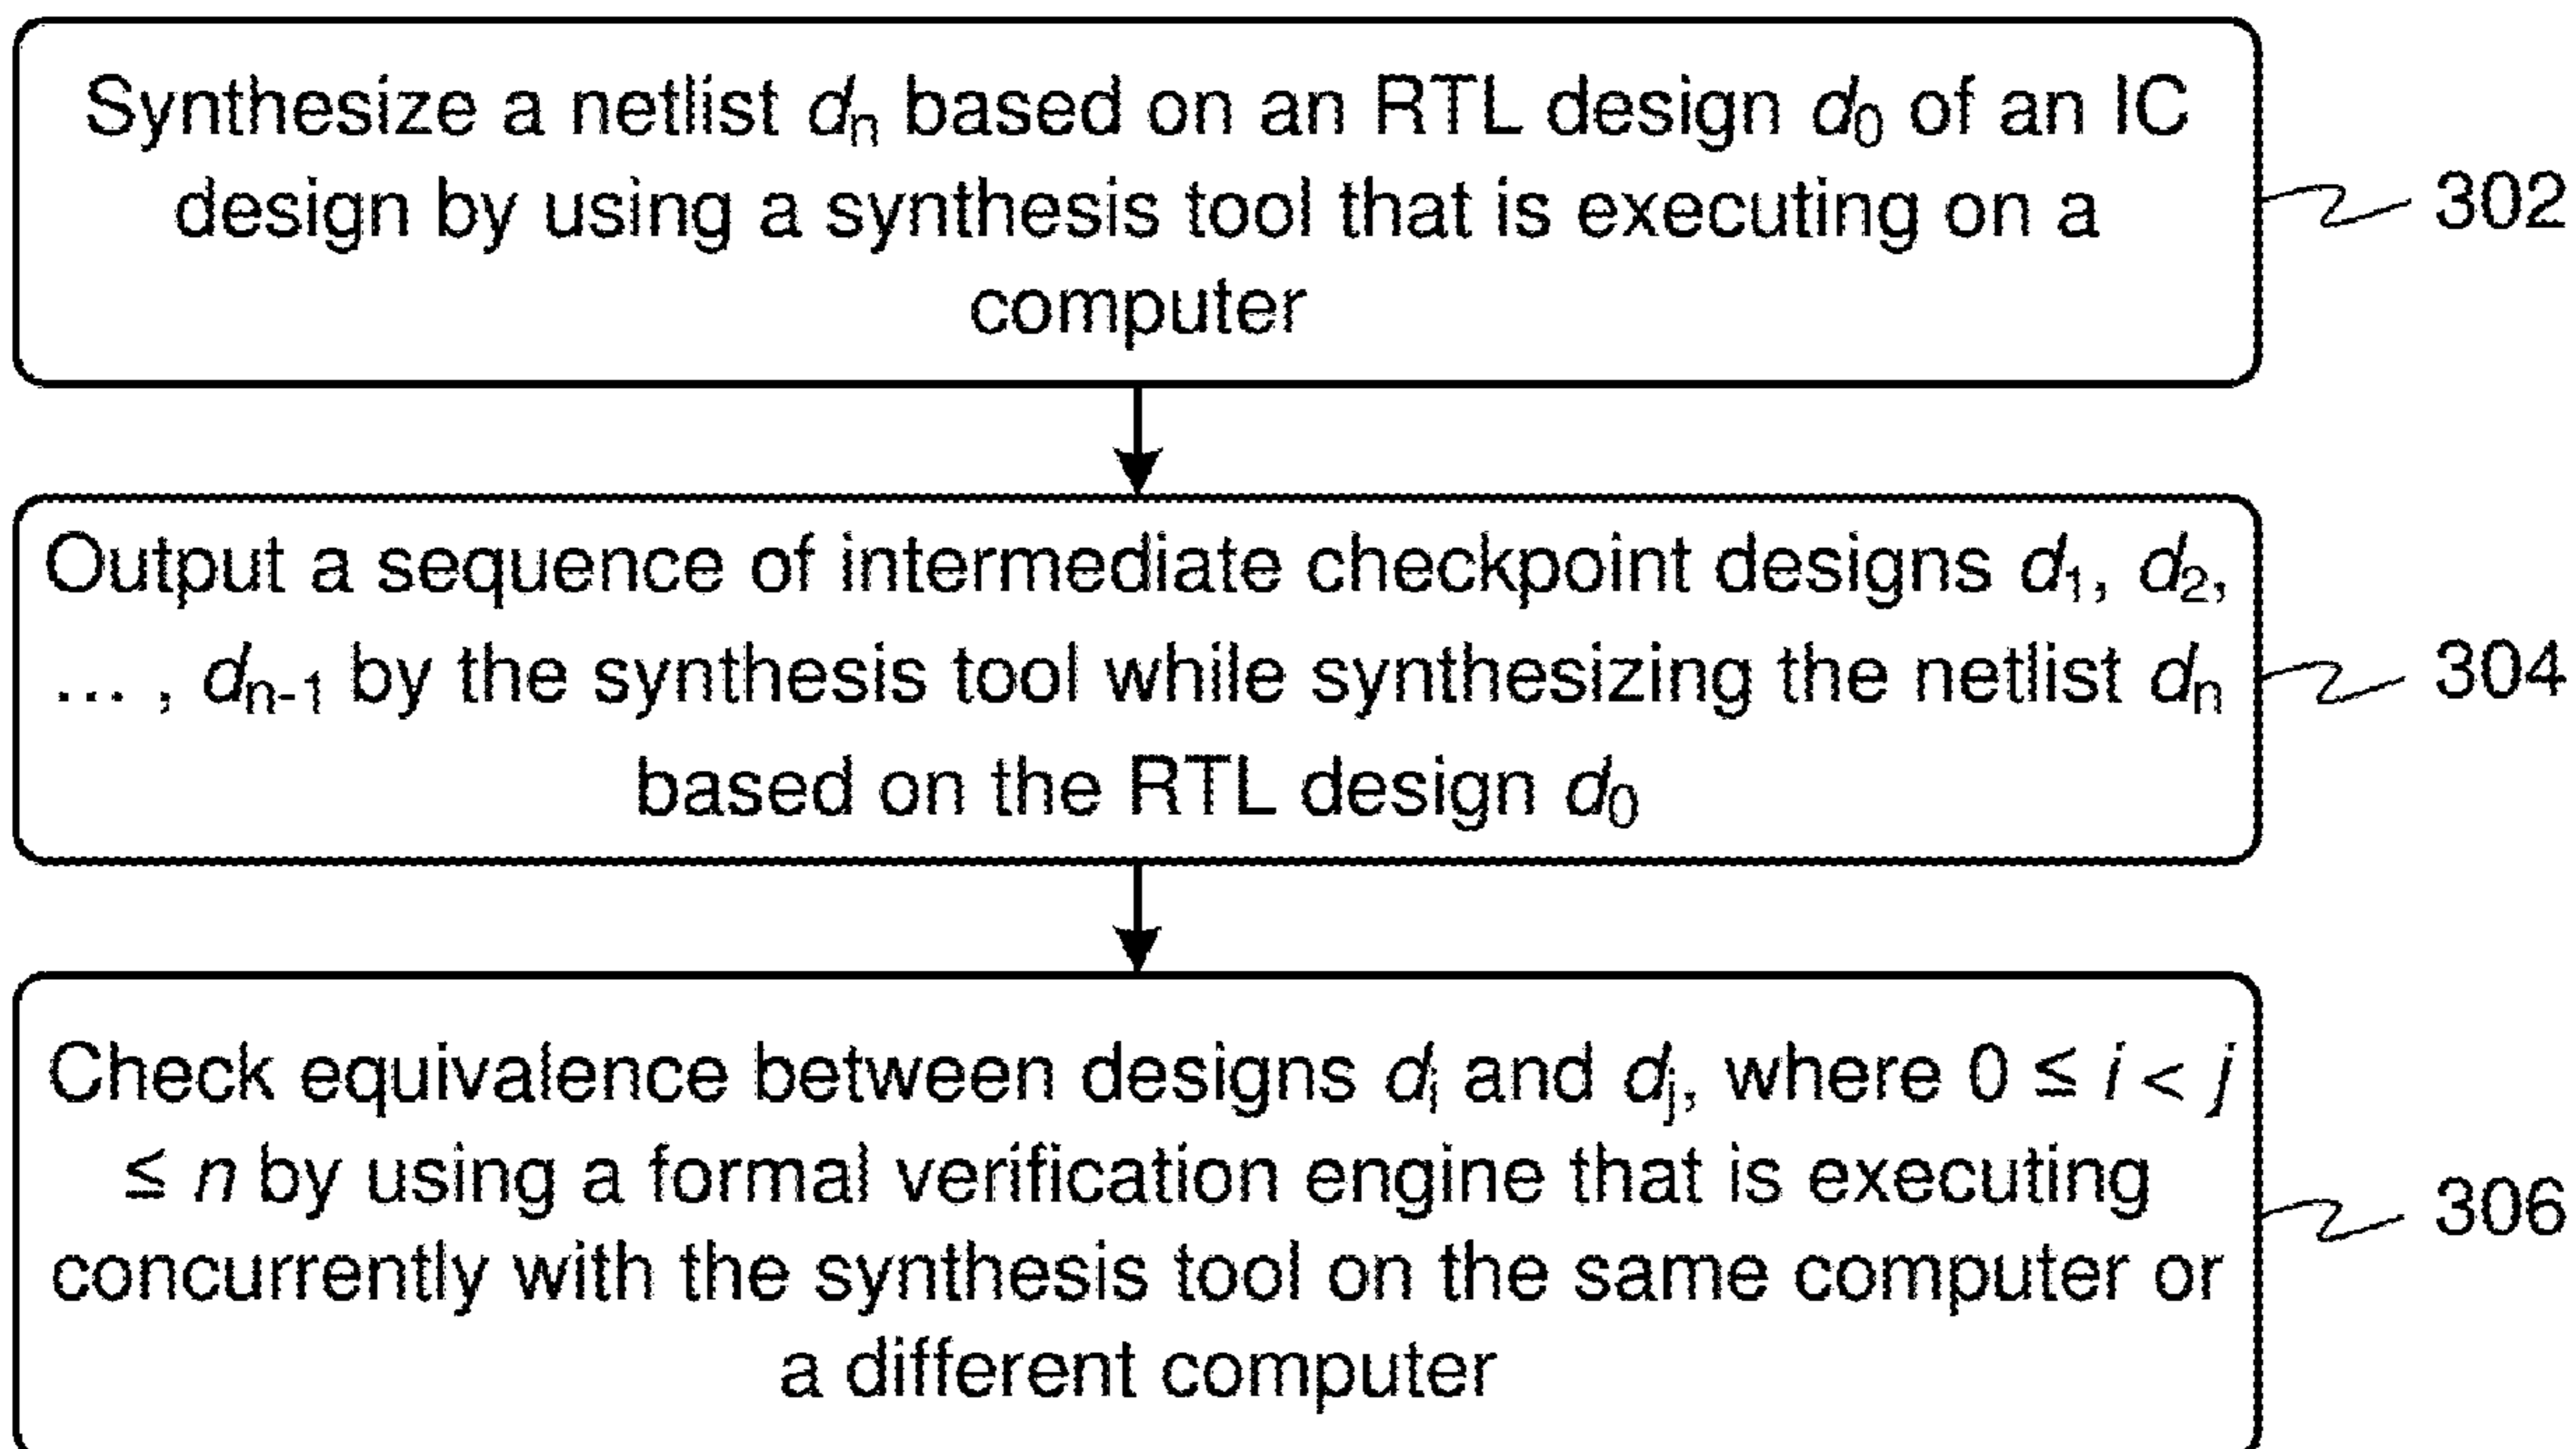 Synthesize a netlist dn based on an RTL design d0 of an IC
design by using a synthesis tool that is executing on a
computer
302
Output a sequence of intermediate checkpoint designs d1, d2,
... , dn-1 by the synthesis tool while synthesizing the netlist dn
based on the RTL design d0
304
Check equivalence between designs di and dj, where 0 ≤ i < j
≤ n by using a formal verification engine that is executing
concurrently with the synthesis tool on the same computer or
a different computer
306